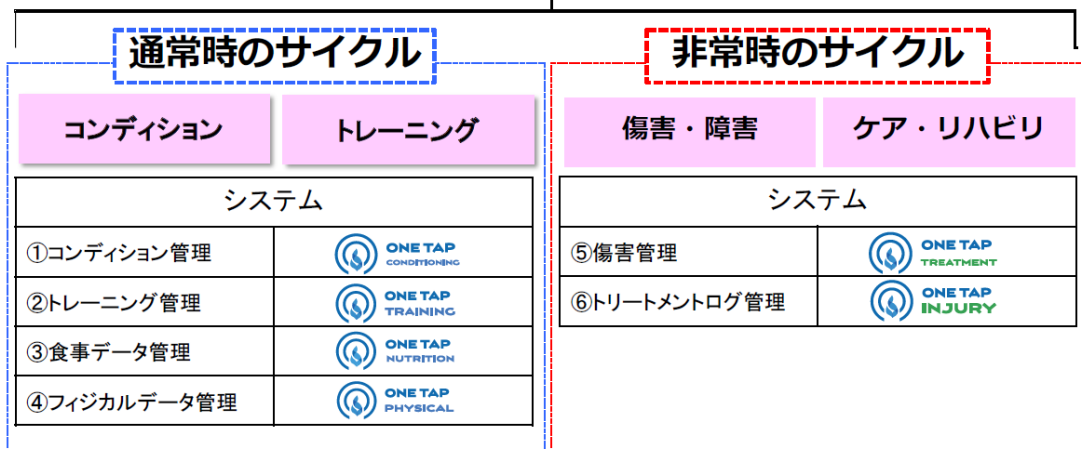 通常時のサイクル
コンディション
トレーニング
システム
①コンディション管理
ONE TAP
CONDITIONING
②トレーニング管理
ONE TAP
TRAINING
③食事データ管理
ONE TAP
NUTRITION
④フィジカルデータ管理
ONE TAP
PHYSICAL
非常時のサイクル
傷害・障害
ケア・リハビリ
システム
⑤傷害管理
ONE TAP
TREATMENT
⑥トリートメントログ管理
ONE TAP
INJURY